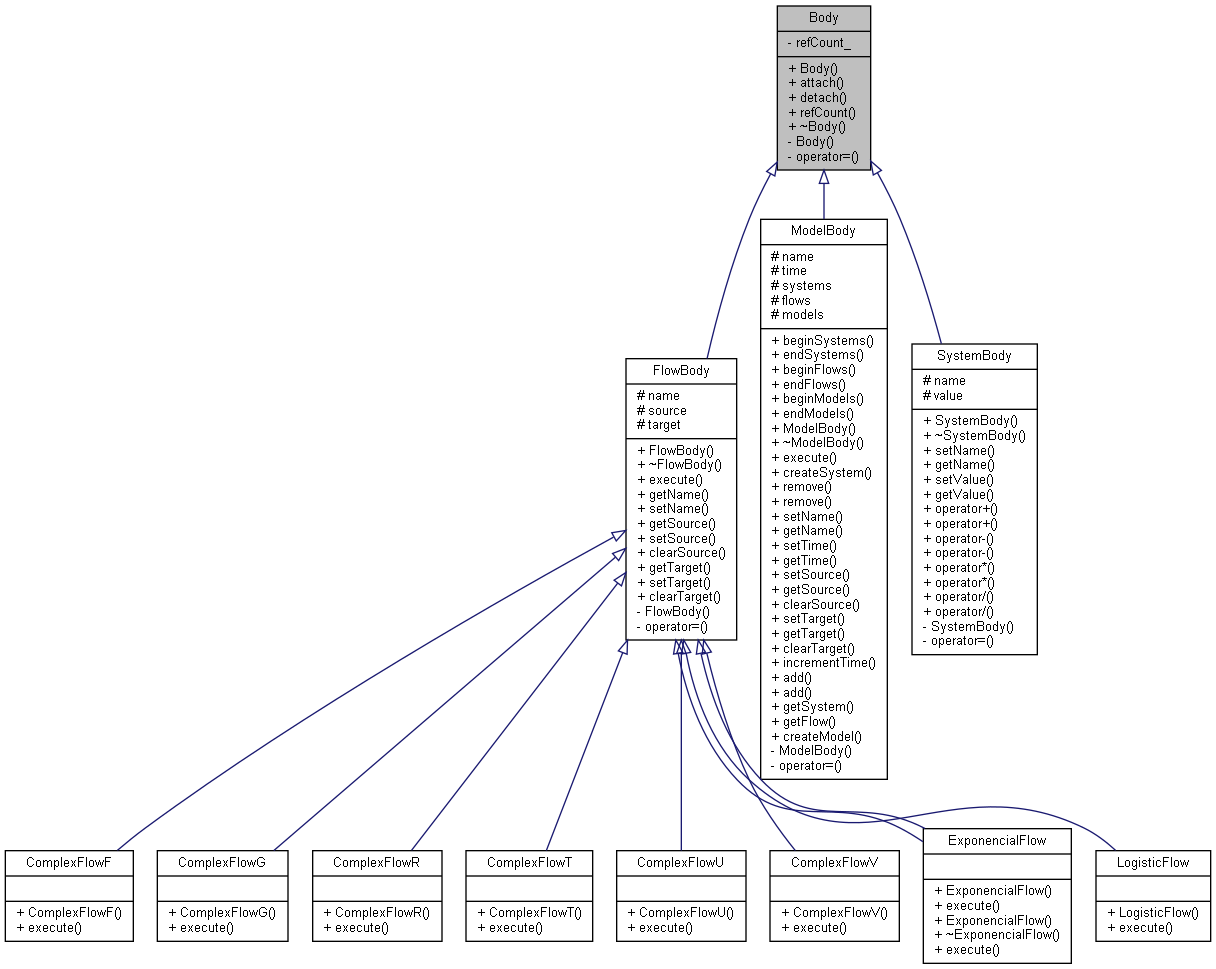 Body
- refCount_
+ Body()
+ attach()
+ detach()
+ refCount()
+ ~Body()
- Body()
- operator=()
ModelBody
# name
# time
# systems
# flows
# models
+ beginSystems()
+ endSystems()
+ beginFlows()
+ endFlows()
+ beginModels()
+ endModels()
+ ModelBody()
+ ~ModelBody()
+ execute()
+ createSystem()
+ remove()
+ remove()
+ setName()
+ getName()
+ setTime()
+ getTime()
+ setSource()
+ getSource()
+ clearSource()
+ setTarget()
+ getTarget()
+ clearTarget()
+ incrementTime()
+ add()
+ add()
+ getSystem()
+ getFlow()
+ createModel()
- ModelBody()
- operator=()
SystemBody
# name
# value
+ SystemBody()
+ ~SystemBody()
+ setName()
+ getName()
+ setValue()
+ getValue()
+ operator+()
+ operator+()
+ operator-()
+ operator-()
+ operator*()
+ operator*()
+ operator/()
+ operator/()
- SystemBody()
- operator=()
FlowBody
# name
# source
# target
+ FlowBody()
+ ~FlowBody()
+ execute()
+ getName()
+ setName()
+ getSource()
+ setSource()
+ clearSource()
+ getTarget()
+ setTarget()
+ clearTarget()
- FlowBody()
- operator=()
ComplexFlowF
+ ComplexFlowF()
+ execute()
ComplexFlowG
+ ComplexFlowG()
+ execute()
ComplexFlowR
+ ComplexFlowR()
+ execute()
ComplexFlowT
+ ComplexFlowT()
+ execute()
ComplexFlowU
+ ComplexFlowU()
+ execute()
ComplexFlowV
+ ComplexFlowV()
+ execute()
ExponencialFlow
+ ExponencialFlow()
+ execute()
+ ExponencialFlow()
+ ~ExponencialFlow()
+ execute()
LogisticFlow
+ LogisticFlow()
+ execute()